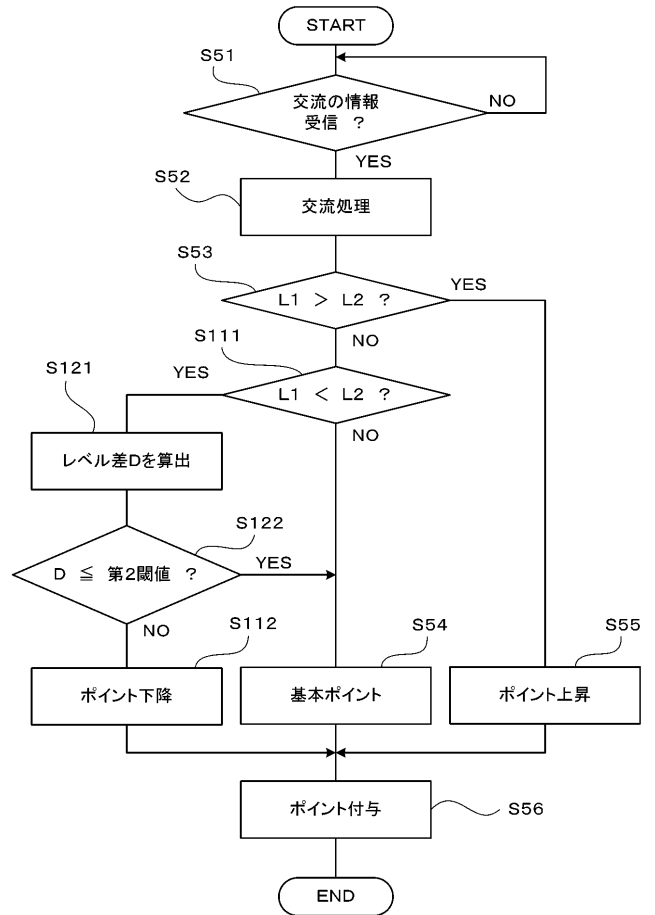 START
S51
交流の情報
受信 ?
NO
YES
S52
交流処理
S53
L1 > L2 ?
YES
NO
S111
L1 < L2 ?
YES
NO
S121
レベル差Dを算出
S122
D ≦ 第2閾値 ?
YES
NO
S112
ポイント下降
S54
基本ポイント
S55
ポイント上昇
ポイント付与
S56
END